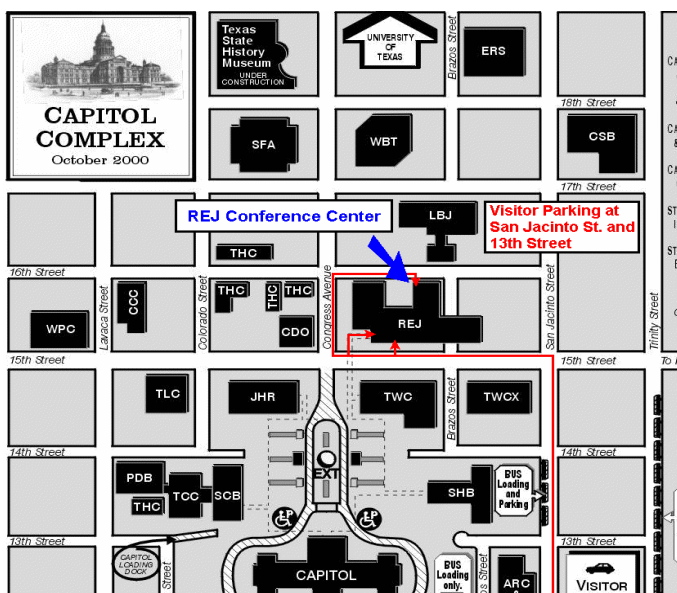 CAPITOL
COMPLEX
October 2000
Texas
State
History
Museum
UNDER
CONSTRUCTION
UNIVERSITY
OF
TEXAS
Brazos Street
ERS
18th Street
SFA
WBT
CSB
17th Street
REJ Conference Center
LBJ
Visitor Parking at
San Jacinto St. and
13th Street
THC
16th Street
WPC
Lavaca Street
CCC
Colorado Street
THC
THC
THC
CDO
Congress Avenue
REJ
San Jacinto Street
Trinity Street
15th Street
15th Street
TLC
JHR
TWC
Brazos Street
TWCX
14th Street
14th Street
EXT
PDB
THC
TCC
SCB
SHB
BUS
Loading
and
Parking
P
P
13th Street
13th Street
CAPITOL
LOADING
DOCK
Street
CAPITOL
BUS
Loading
only.
ARC
VISITOR